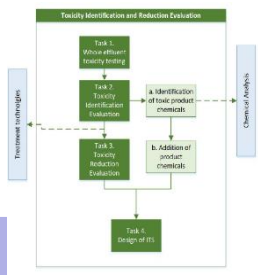 Toxicity Identification and Reduction Evaluation
Task 1.
Whole effluent
toxicity testing
Task 2.
Toxicity
Identification
Evaluation
a. Identification
of toxic product
chemicals
Treatment technologies
Chemical Analysis
Task 3.
Toxicity
Reduction
Evaluation
b. Addition of
product
chemicals
Task 4.
Design of ITS